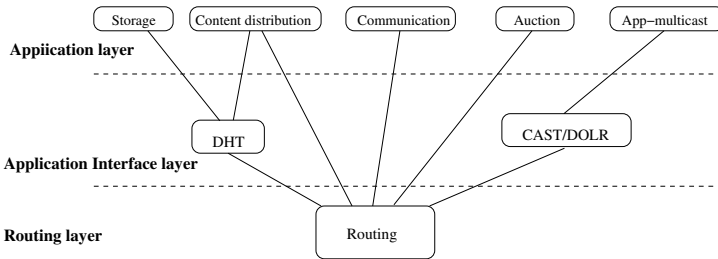 Storage
Content distribution
Communication
Auction
App−multicast
Appiication layer
DHT
CAST/DOLR
Application Interface layer
Routing
Routing layer